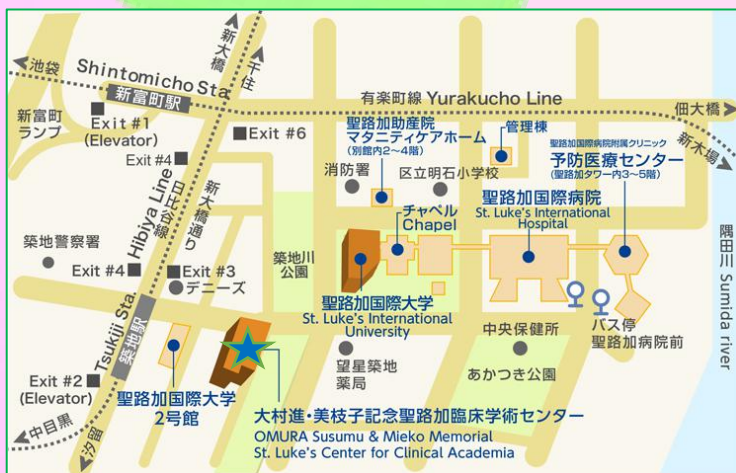 新大橋
千住
池袋
Shintomicho Sta.
新富町駅
有楽町線 Yurakucho Line
佃大橋
新木場
新富町
ランプ
Exit #1
(Elevator)
Exit #6
Exit #4
聖路加助産院
マタニティケアホーム
(別館内2~4階)
管理棟
聖路加国際病院附属クリニック
予防医療センター
(聖路加タワー内3~5階)
消防署
区立明石小学校
チャペル
Chapel
聖路加国際病院
St. Luke's International
Hospital
Hibiya Line
日比谷線
新大橋通り
築地警察署
築地川
公園
隅田川 Sumida river
Exit #4
Exit #3
デニーズ
聖路加国際大学
St. Luke's International
University
中央保健所
バス停
聖路加病院前
Tsukiji Sta.
築地駅
望星築地
薬局
あかつき公園
Exit #2
(Elevator)
聖路加国際大学
2号館
大村進・美枝子記念聖路加臨床学術センター
OMURA Susumu & Mieko Memorial
St. Luke's Center for Clinical Academia
中目黒
汐留